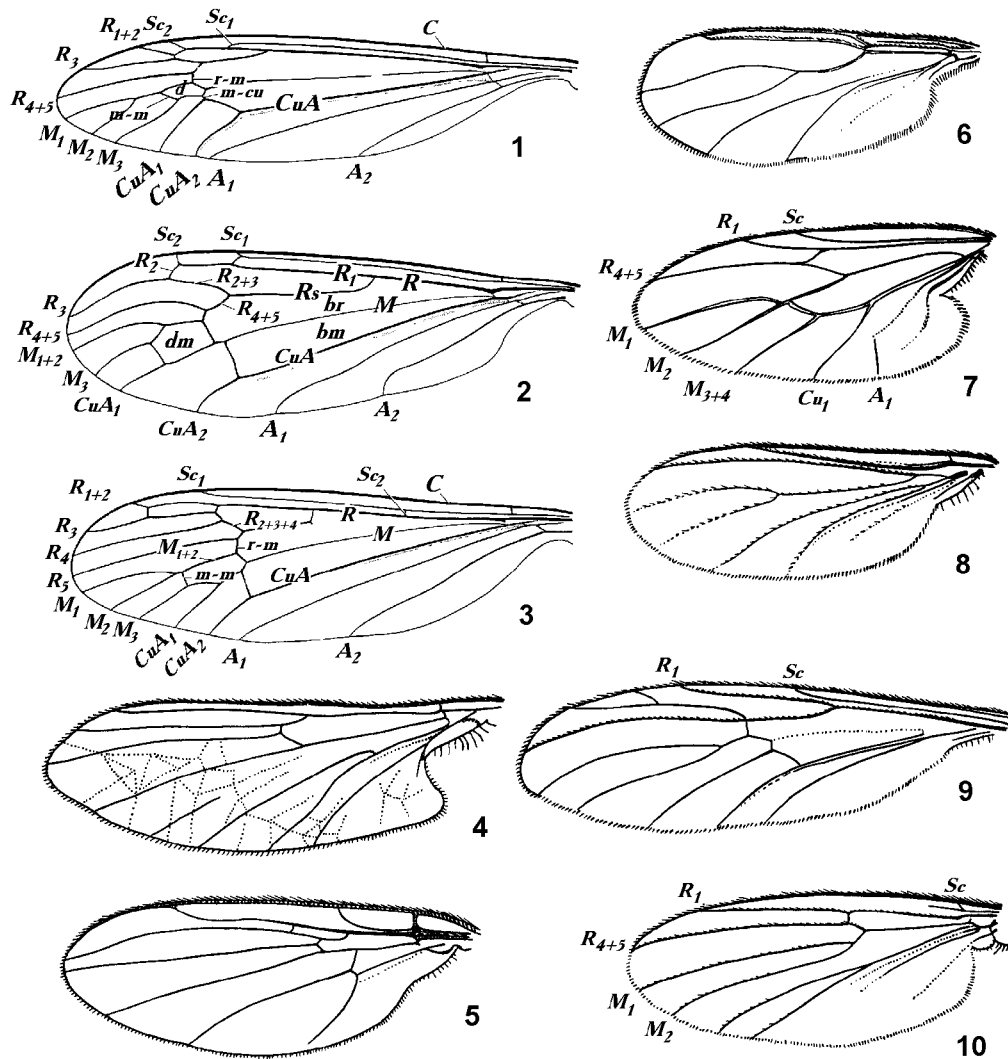 R1+2 Sc2 Sc1 C
R3
r-m
d
m-cu
R4+5
CuA
m-m
M1
M2
M3
CuA1
CuA2
A1
A2
1
Sc2 Sc1
R2
R2+3
R1
R
R3
Rs
br
M
R4+5
R4+5
dm
bm
M1+2
CuA
M3
CuA1
CuA2
A1
A2
2
Sc1 Sc2 C
R1+2
R2+3+4
R
R3
M
r-m
R4
M1+2
m-m
CuA
R5
M1
M2
M3
CuA1
CuA2
A1
A2
3
4
5
6
R1 Sc
R4+5
M1
M2
M3+4
Cu1
A1
7
8
R1 Sc
9
R1 Sc
R4+5
M1
M2
10